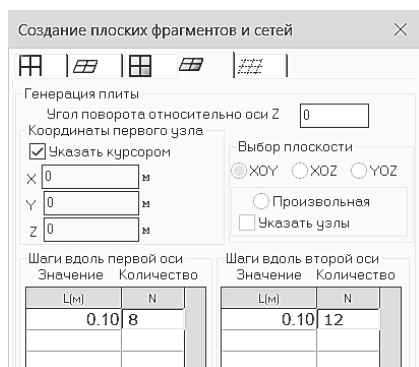 Создание плоских фрагментов и сетей
Генерация плиты
Угол поворота относительно оси Z 0
Координаты первого узла
Указать курсором
X 0 м
Y 0 м
Z 0 м
Выбор плоскости
XOY XOZ YOZ
Произвольная
Указать узлы
Шаги вдоль первой оси
Значение Количество
L(м) N
0.10 8
Шаги вдоль второй оси
Значение Количество
L(м) N
0.10 12